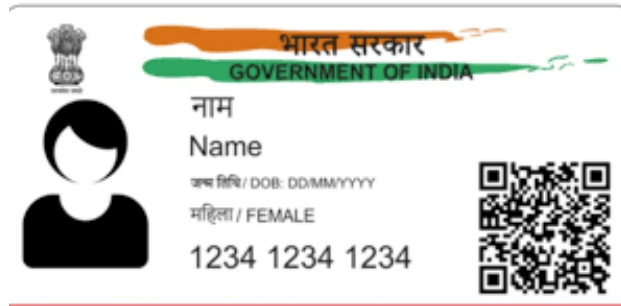 भारत सरकार
GOVERNMENT OF INDIA
नाम
Name
जन्म तिथि / DOB: DD/MM/YYYY
महिला / FEMALE
1234 1234 1234